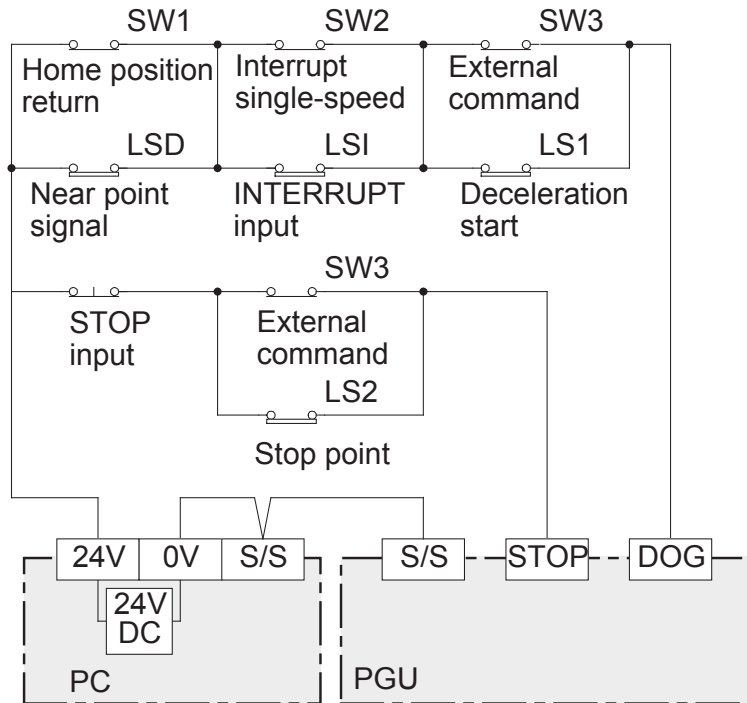 SW1
SW2
SW3
Home position
return
Interrupt
single-speed
External
command
LSD
LSI
LS1
Near point
signal
INTERRUPT
input
Deceleration
start
SW3
STOP
input
External
command
LS2
Stop point
24V
0V
S/S
S/S
STOP
DOG
24V
DC
PC
PGU